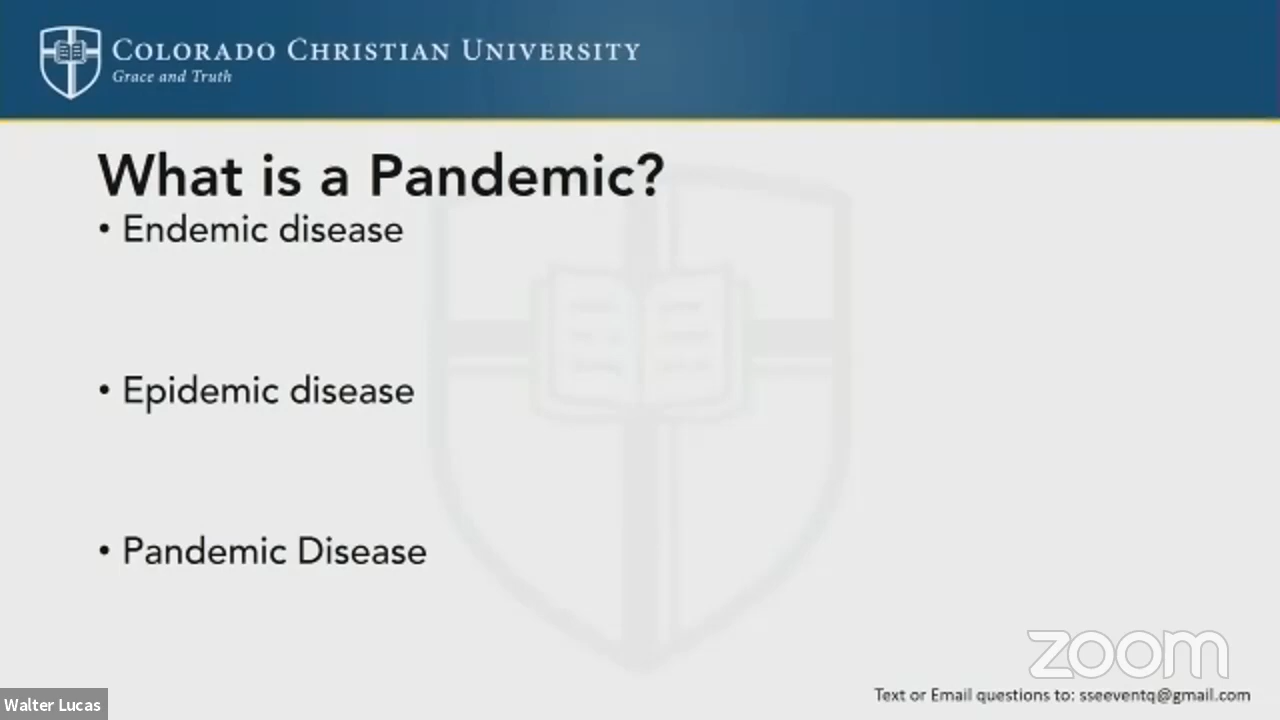 COLORADO CHRISTIAN UNIVERSITY
Grace and Truth
What is a Pandemic?
• Endemic disease
• Epidemic disease
• Pandemic Disease
zoom
Walter Lucas
Text or Email questions to: sseeventq@gmail.com